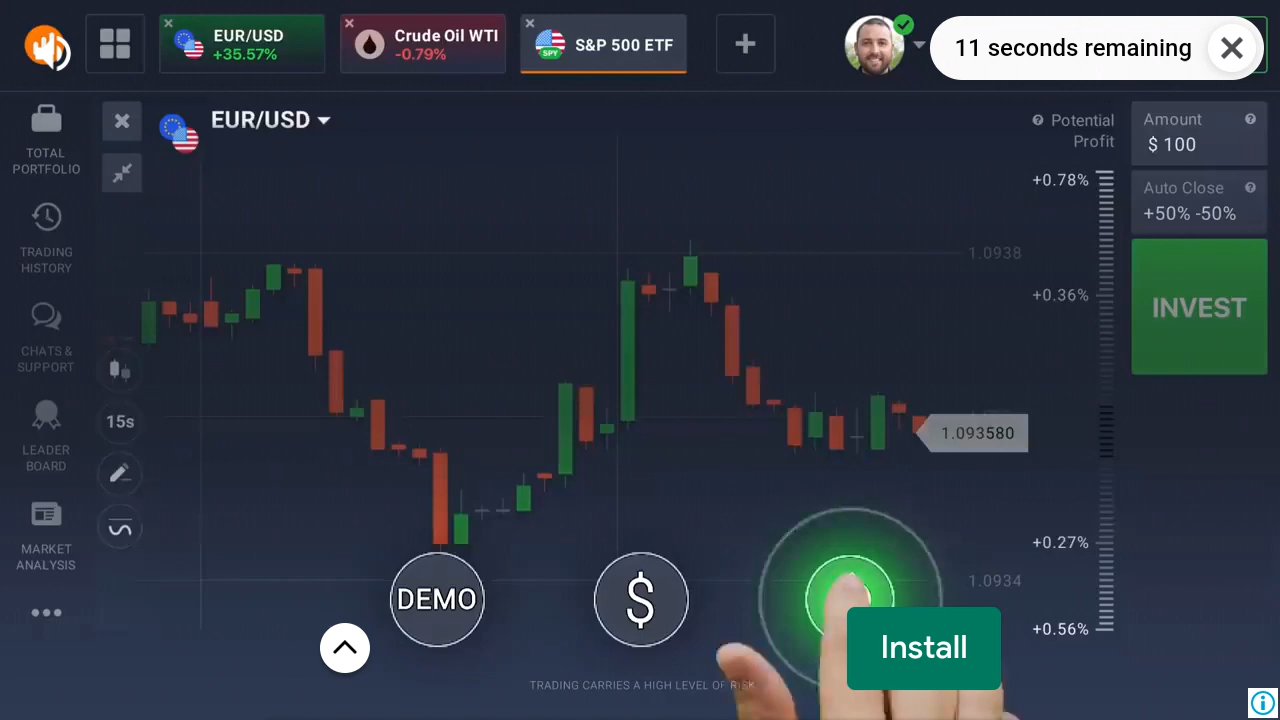 EUR/USD
+35.57%
Crude Oil WTI
-0.79%
SPY
S&P 500 ETF
11 seconds remaining
TOTAL
PORTFOLIO
TRADING
HISTORY
CHATS &
SUPPORT
LEADER
BOARD
MARKET
ANALYSIS
EUR/USD
15s
Potential
Profit
+0.78%
1.0938
+0.36%
1.093580
+0.27%
1.0934
+0.56%
Amount
$ 100
Auto Close
+50% -50%
INVEST
DEMO
$
Install
TRADING CARRIES A HIGH LEVEL OF RISK